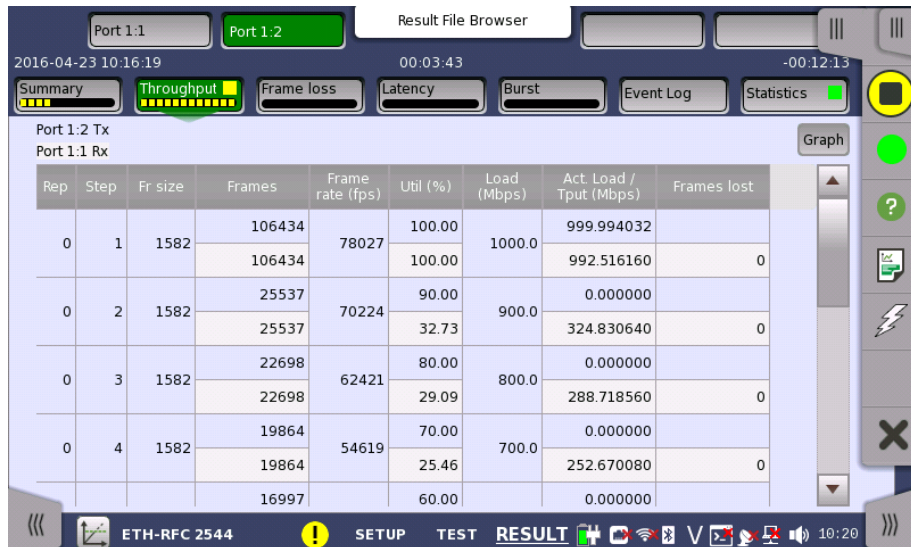 Port 1:1 Port 1:2 Result File Browser
2016-04-23 10:16:19 00:03:43 -00:12:13
Summary Throughput Frame loss Latency Burst Event Log Statistics
Port 1:2 Tx
Port 1:1 Rx
Graph
Rep Step Fr size Frames Frame rate (fps) Util (%) Load (Mbps) Act. Load / Tput (Mbps) Frames lost
0 1 1582 106434 78027 100.00 1000.0 999.994032
106434 100.00 992.516160 0
0 2 1582 25537 70224 90.00 900.0 0.000000
25537 32.73 324.830640 0
0 3 1582 22698 62421 80.00 800.0 0.000000
22698 29.09 288.718560 0
0 4 1582 19864 54619 70.00 700.0 0.000000
19864 25.46 252.670080 0
16997 60.00 0.000000
ETH-RFC 2544 ! SETUP TEST RESULT V 10:20
?